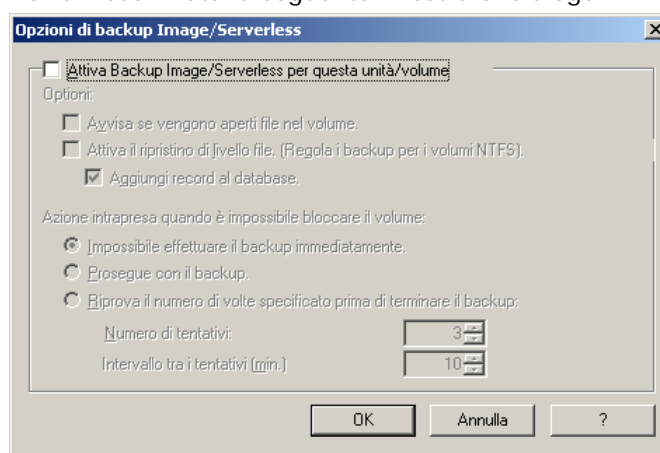 Opzioni di backup Image/Serverless
Attiva Backup Image/Serverless per questa unità/volume
Optioni:
Avvisa se vengono aperti file nel volume.
Attiva il ripristino di livello file. (Regola i backup per i volumi NTFS).
Aggiungi record al database.
Azione intrapresa quando è impossibile bloccare il volume:
Impossibile effettuare il backup immediatamente.
Prosegue con il backup.
Riprova il numero di volte specificato prima di terminare il backup:
Numero di tentativi: 3
Intervallo tra i tentativi (min.) 10
OK Annulla ?